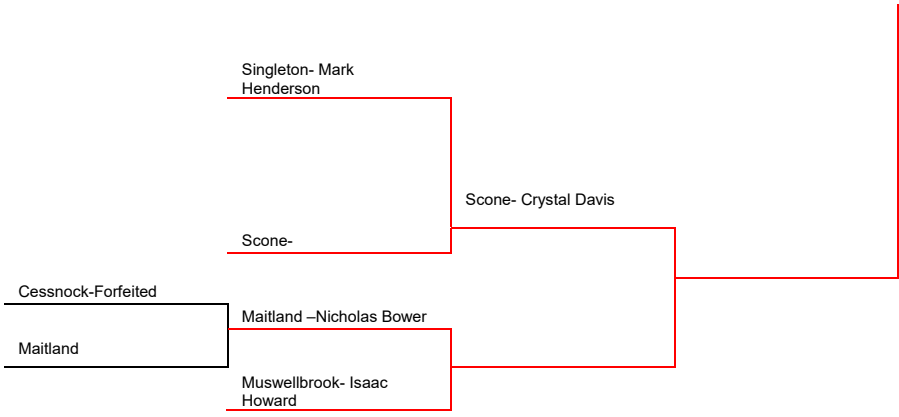 Singleton- Mark
Henderson
Scone- Crystal Davis
Scone-
Cessnock-Forfeited
Maitland –Nicholas Bower
Maitland
Muswellbrook- Isaac
Howard